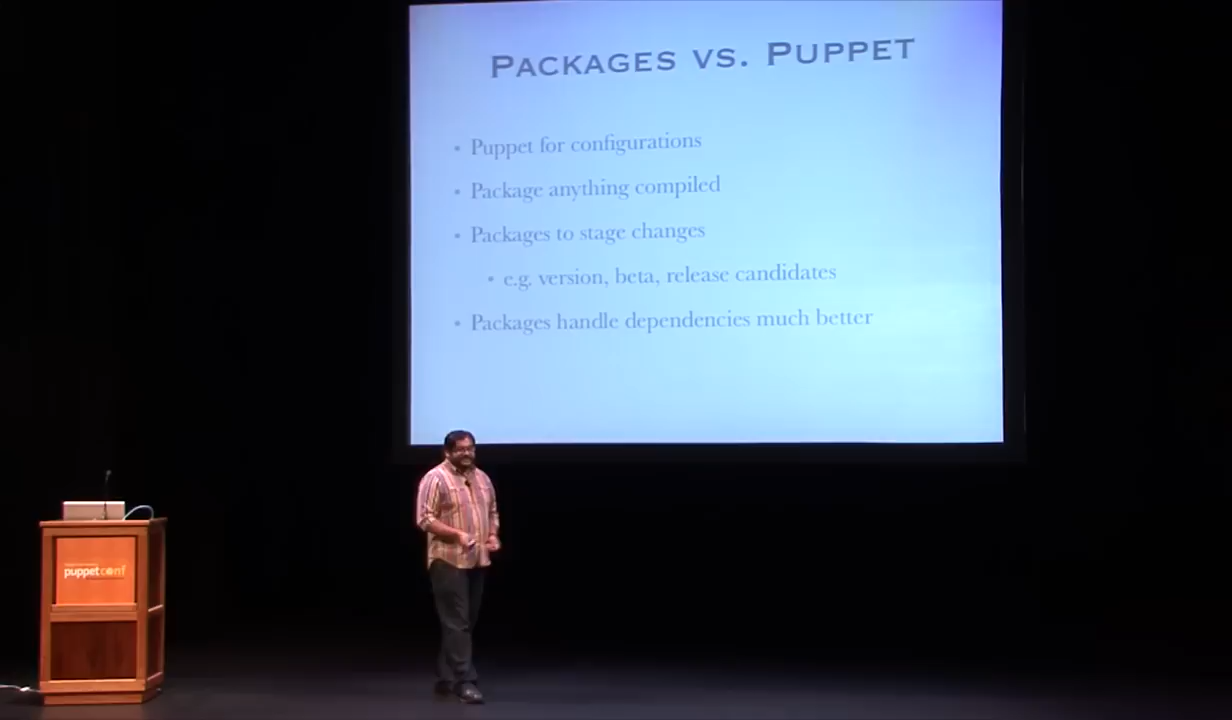 PACKAGES VS. PUPPET
• Puppet for configurations
• Package anything compiled
• Packages to stage changes
• e.g. version, beta, release candidates
• Packages handle dependencies much better
puppetconf